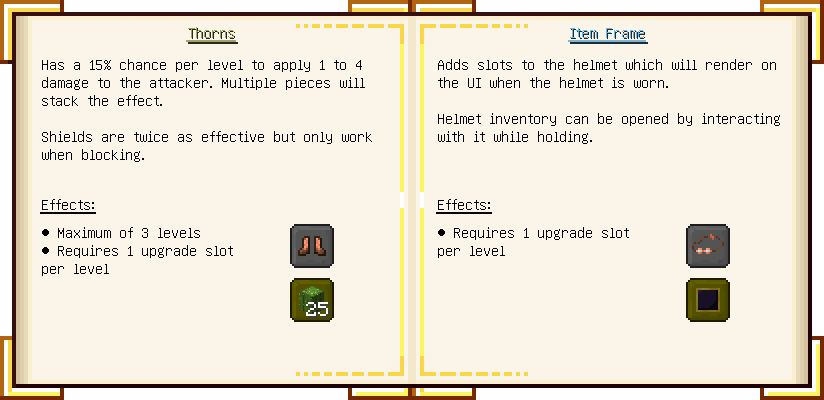 Thorns
Has a 15% chance per level to apply 1 to 4
damage to the attacker. Multiple pieces will
stack the effect.
Shields are twice as effective but only work
when blocking.
Effects:
● Maximum of 3 levels
● Requires 1 upgrade slot
per level
25
Item Frame
Adds slots to the helmet which will render on
the UI when the helmet is worn.
Helmet inventory can be opened by interacting
with it while holding.
Effects:
● Requires 1 upgrade slot
per level